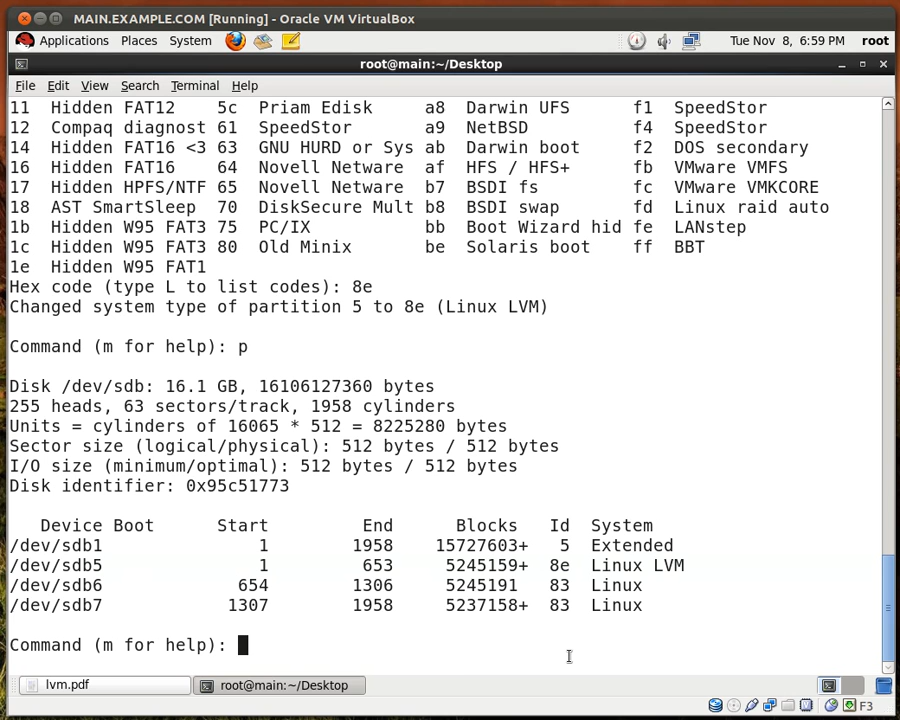 MAIN.EXAMPLE.COM [Running] - Oracle VM VirtualBox
Applications Places System Tue Nov 8, 6:59 PM root
root@main:~/Desktop
File Edit View Search Terminal Help
11 Hidden FAT12 5c Priam Edisk a8 Darwin UFS f1 SpeedStor
12 Compaq diagnost 61 SpeedStor a9 NetBSD f4 SpeedStor
14 Hidden FAT16 <3 63 GNU HURD or Sys ab Darwin boot f2 DOS secondary
16 Hidden FAT16 64 Novell Netware af HFS / HFS+ fb VMware VMFS
17 Hidden HPFS/NTF 65 Novell Netware b7 BSDI fs fc VMware VMKCORE
18 AST SmartSleep 70 DiskSecure Mult b8 BSDI swap fd Linux raid auto
1b Hidden W95 FAT3 75 PC/IX bb Boot Wizard hid fe LANstep
1c Hidden W95 FAT3 80 Old Minix be Solaris boot ff BBT
1e Hidden W95 FAT1
Hex code (type L to list codes): 8e
Changed system type of partition 5 to 8e (Linux LVM)
Command (m for help): p
Disk /dev/sdb: 16.1 GB, 16106127360 bytes
255 heads, 63 sectors/track, 1958 cylinders
Units = cylinders of 16065 * 512 = 8225280 bytes
Sector size (logical/physical): 512 bytes / 512 bytes
I/O size (minimum/optimal): 512 bytes / 512 bytes
Disk identifier: 0x95c51773
Device Boot Start End Blocks Id System
/dev/sdb1 1 1958 15727603+ 5 Extended
/dev/sdb5 1 653 5245159+ 8e Linux LVM
/dev/sdb6 654 1306 5245191 83 Linux
/dev/sdb7 1307 1958 5237158+ 83 Linux
Command (m for help):
lvm.pdf root@main:~/Desktop
F3